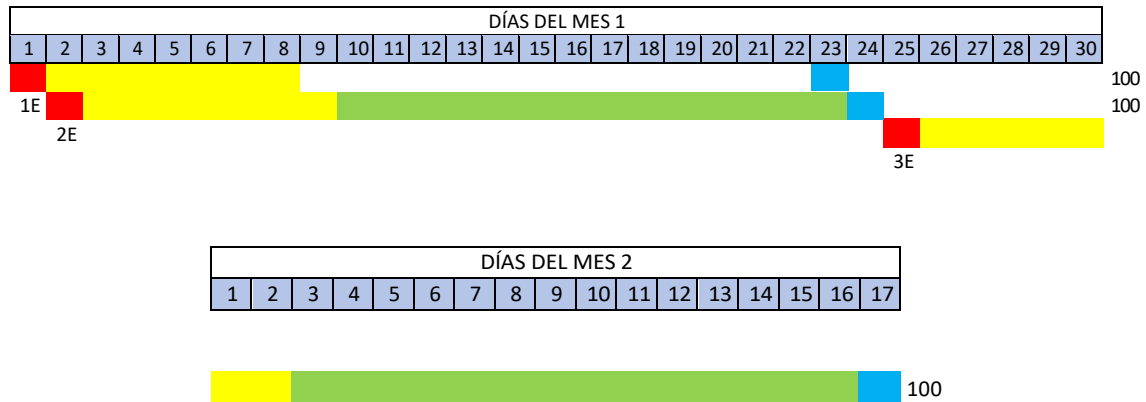 DÍAS DEL MES 1
1 2 3 4 5 6 7 8 9 10 11 12 13 14 15 16 17 18 19 20 21 22 23 24 25 26 27 28 29 30
100
1E 100
2E
3E
DÍAS DEL MES 2
1 2 3 4 5 6 7 8 9 10 11 12 13 14 15 16 17
100